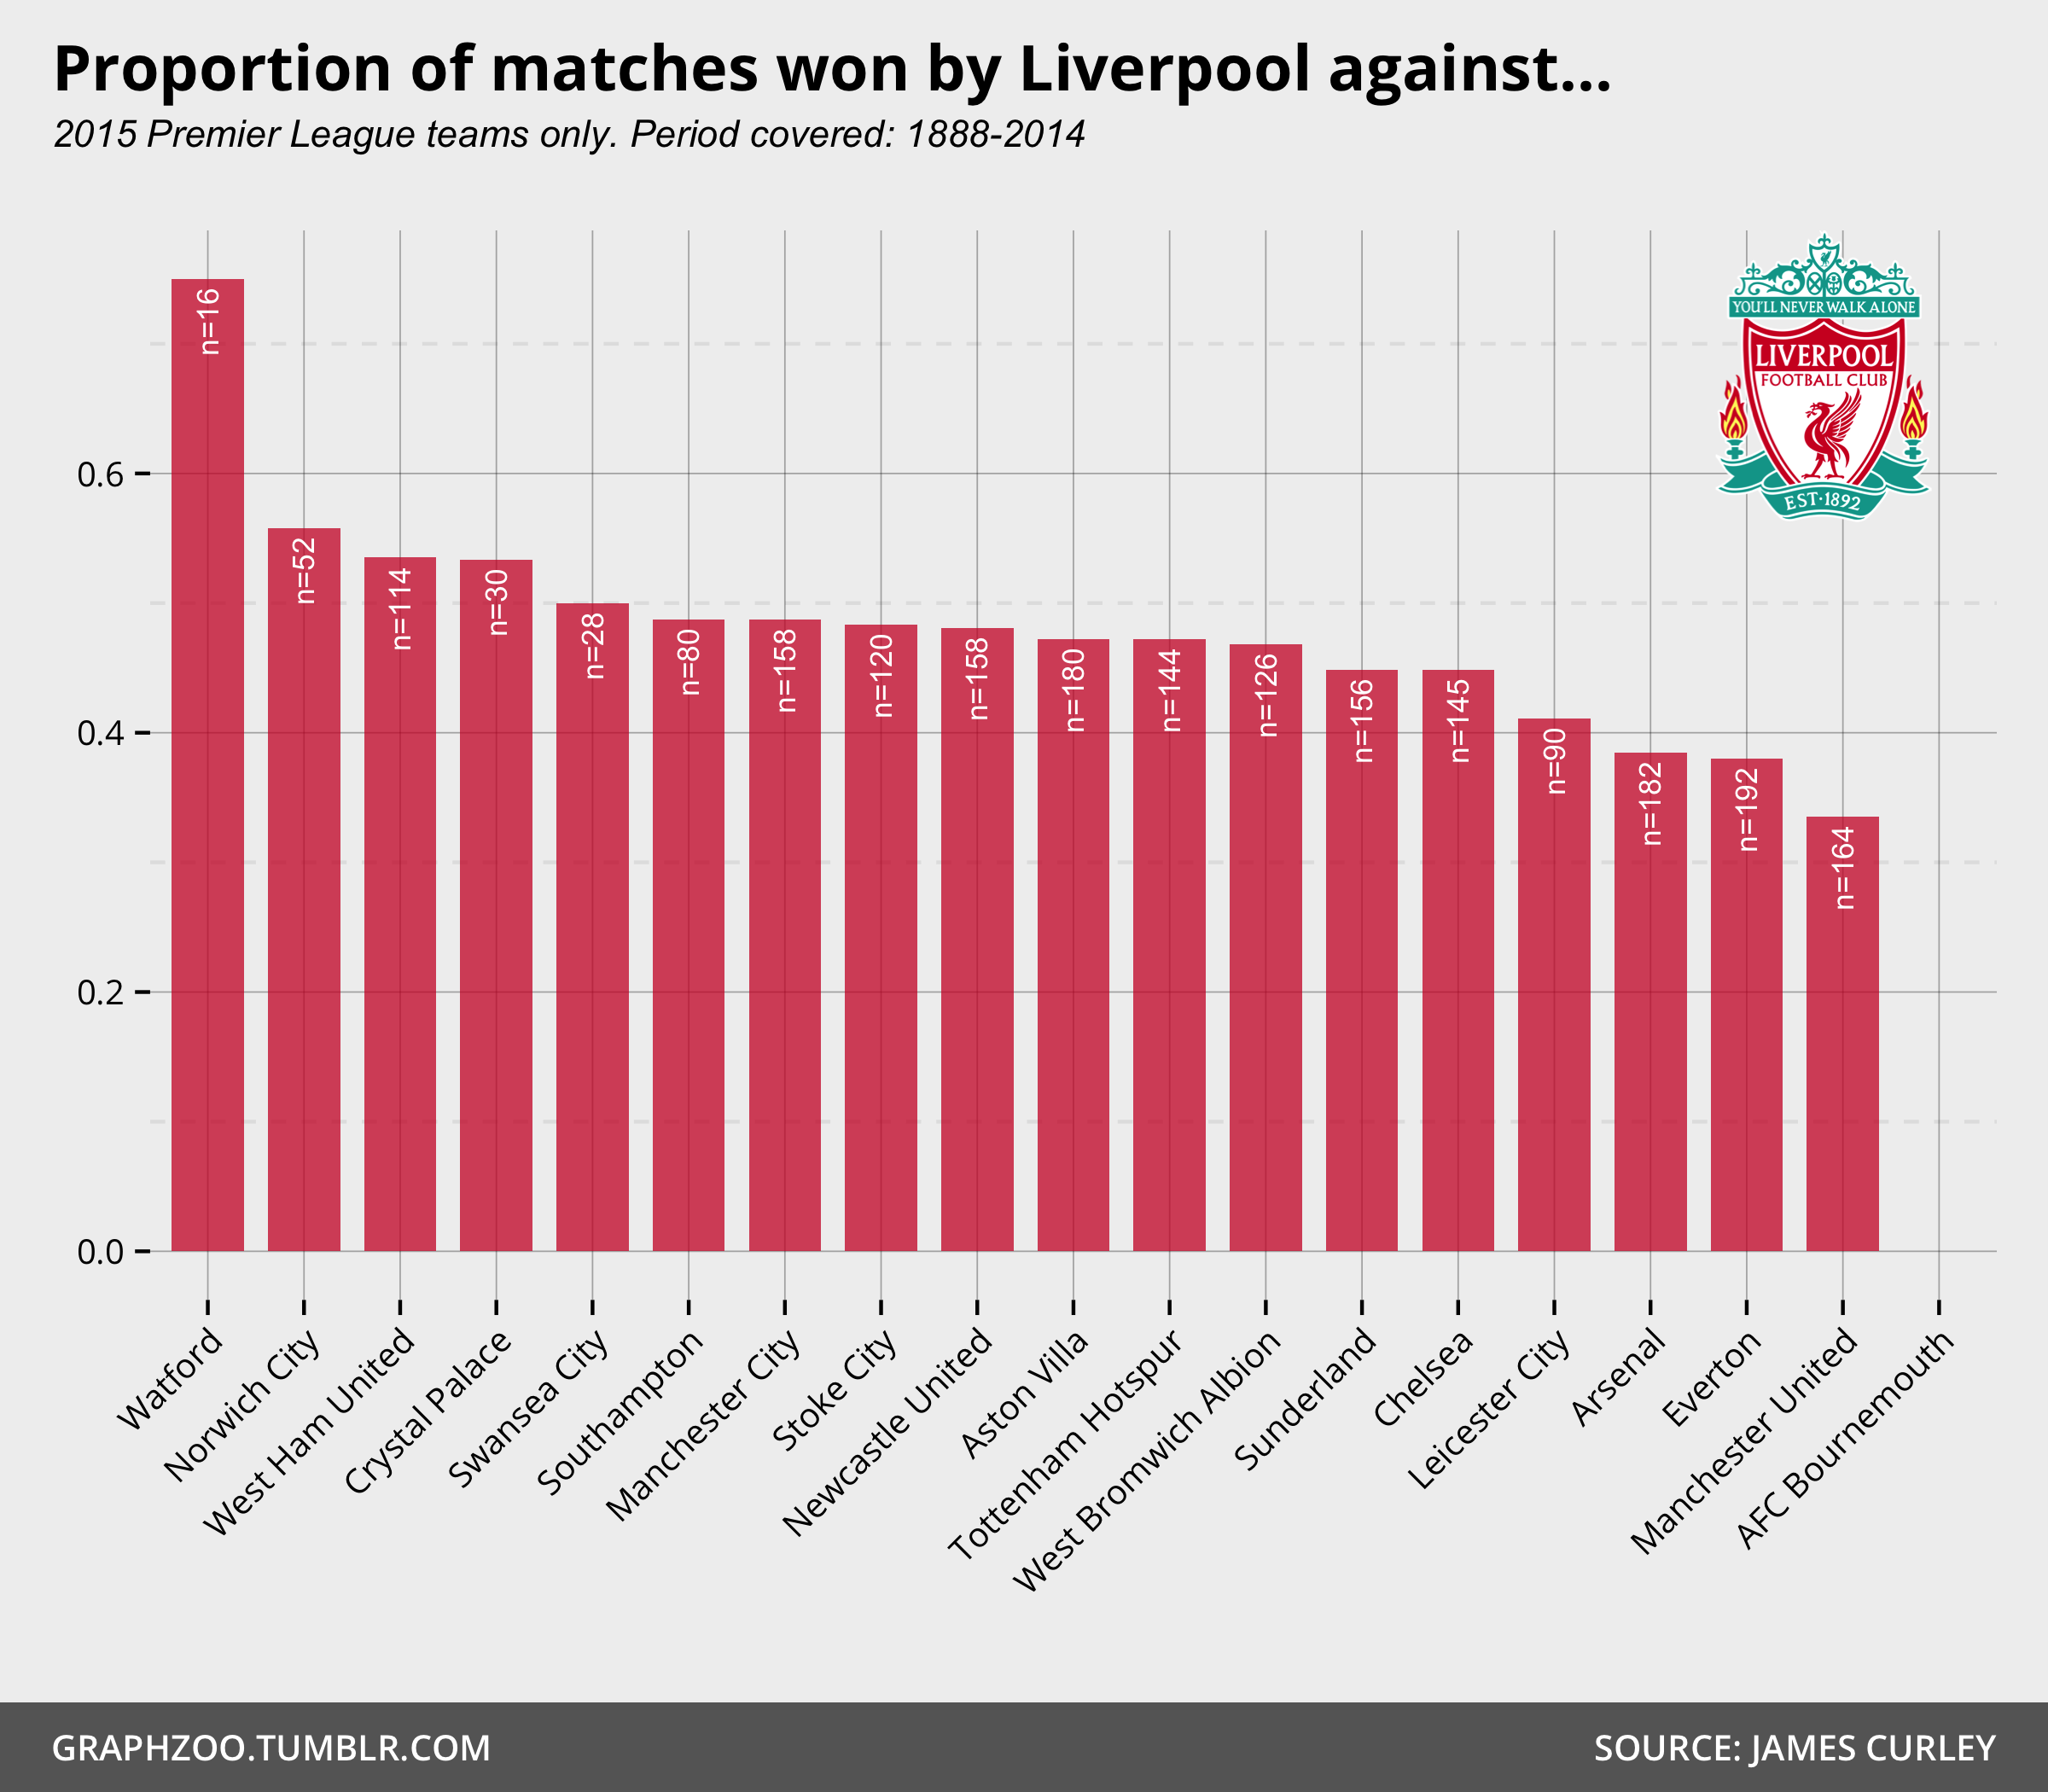 Proportion of matches won by Liverpool against...
2015 Premier League teams only. Period covered: 1888-2014
YOU'LL NEVER WALK ALONE
LIVERPOOL
FOOTBALL CLUB
EST·1892
0.6
0.4
0.2
0.0
n=16
n=52
n=114
n=30
n=28
n=80
n=158
n=120
n=158
n=180
n=144
n=126
n=156
n=145
n=90
n=182
n=192
n=164
Watford
Norwich City
West Ham United
Crystal Palace
Swansea City
Southampton
Manchester City
Stoke City
Newcastle United
Aston Villa
Tottenham Hotspur
West Bromwich Albion
Sunderland
Chelsea
Leicester City
Arsenal
Everton
Manchester United
AFC Bournemouth
GRAPHZOO.TUMBLR.COM
SOURCE: JAMES CURLEY